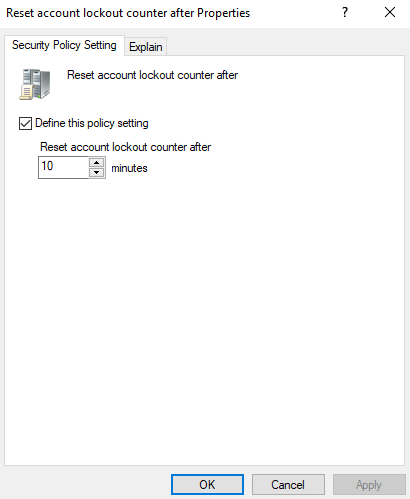 Reset account lockout counter after Properties
?
Security Policy Setting
Explain
Reset account lockout counter after
Define this policy setting
Reset account lockout counter after
10
minutes
OK
Cancel
Apply